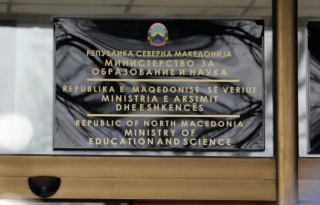 РЕПУБЛИКА СЕВЕРНА МАКЕДОНИЈА
МИНИСТЕРСТВО ЗА
ОБРАЗОВАНИЕ И НАУКА
REPUBLIKA E MAQEDONISË SË VERIUT
MINISTRIA E ARSIMIT
DHE E SHKENCËS
REPUBLIC OF NORTH MACEDONIA
MINISTRY OF
EDUCATION AND SCIENCE